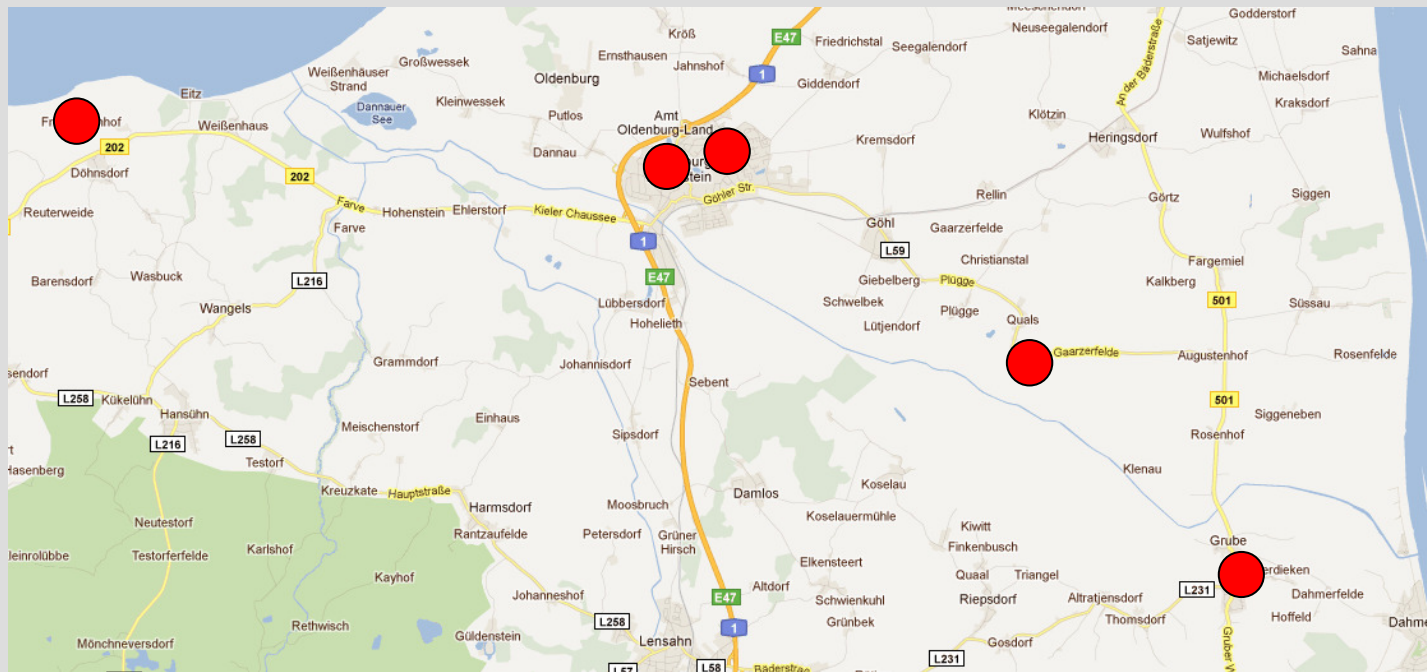 Meeschendorf
Godderstorf
Kröß
E47
Friedrichstal
Seegalendorf
Neuseegalendorf
Satjewitz
Sahna
Ernsthausen
Jahnshof
Großwessek
Weißenhäuser
Strand
Oldenburg
1
Giddendorf
Michaelsdorf
Kraksdorf
An der Bäderstraße
Eitz
Dannauer
See
Kleinwessek
Putlos
Amt
Oldenburg-Land
Klötzin
Weißenhaus
Heringsdorf
Wulfshof
Kremsdorf
202
Dannau
Döhnsdorf
202
Göhler Str.
Rellin
Görtz
Siggen
Reuterweide
Farve
Hohenstein
Ehlerstorf
Kieler Chaussee
Farve
Göhl
Gaarzerfelde
1
L59
Christianstal
Fargemiel
Barensdorf
Wasbuck
L216
E47
Giebelberg
Plügge
Kalkberg
Wangels
Lübbersdorf
Schwelbek
Plügge
501
Süssau
Hohelieth
Lütjendorf
Quals
Grammdorf
Johannisdorf
Gaarzerfelde
Augustenhof
Rosenfelde
Sebent
L258
Kükelühn
Hansühn
501
Siggeneben
Einhaus
Meischenstorf
Sipsdorf
Rosenhof
L216
L258
Testorf
Klenau
Kreuzkate
Hauptstraße
Damlos
Koselau
Harmsdorf
Moosbruch
Koselauermühle
Neutestorf
Rantzaufelde
Petersdorf
Grüner
Hirsch
Kiwitt
Finkenbusch
Grube
Testorferfelde
Karlshof
Elkensteert
Kayhof
Johanneshof
Altdorf
Quaal
Triangel
E47
Schwienkuhl
Riepsdorf
Altratjensdorf
L231
Dahmerfelde
Rethwisch
L258
Grünbek
Thomsdorf
Hoffeld
Güldenstein
1
Mönchneversdorf
Lensahn
Gosdorf
L231
L57
L58